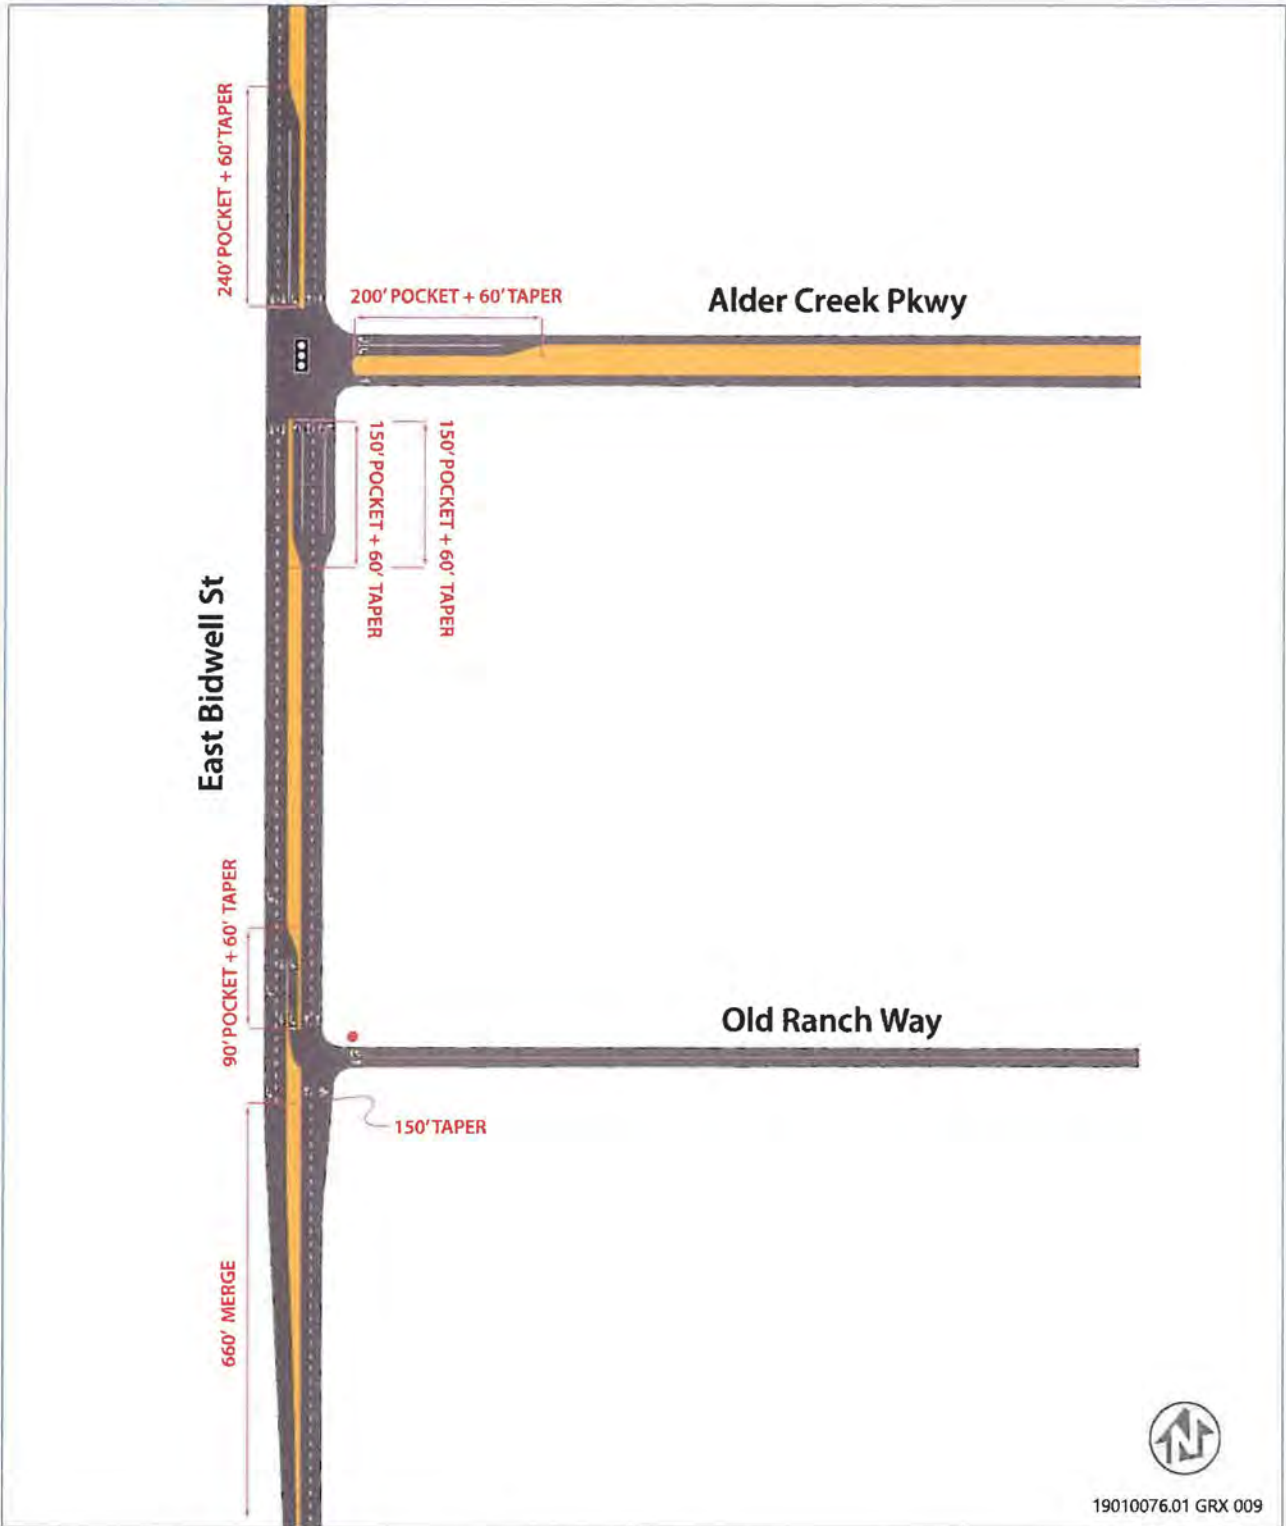 240' POCKET + 60' TAPER
200' POCKET + 60' TAPER
Alder Creek Pkwy
150' POCKET + 60' TAPER
150' POCKET + 60' TAPER
East Bidwell St
90' POCKET + 60' TAPER
Old Ranch Way
150' TAPER
660' MERGE
N
19010076.01 GRX 009